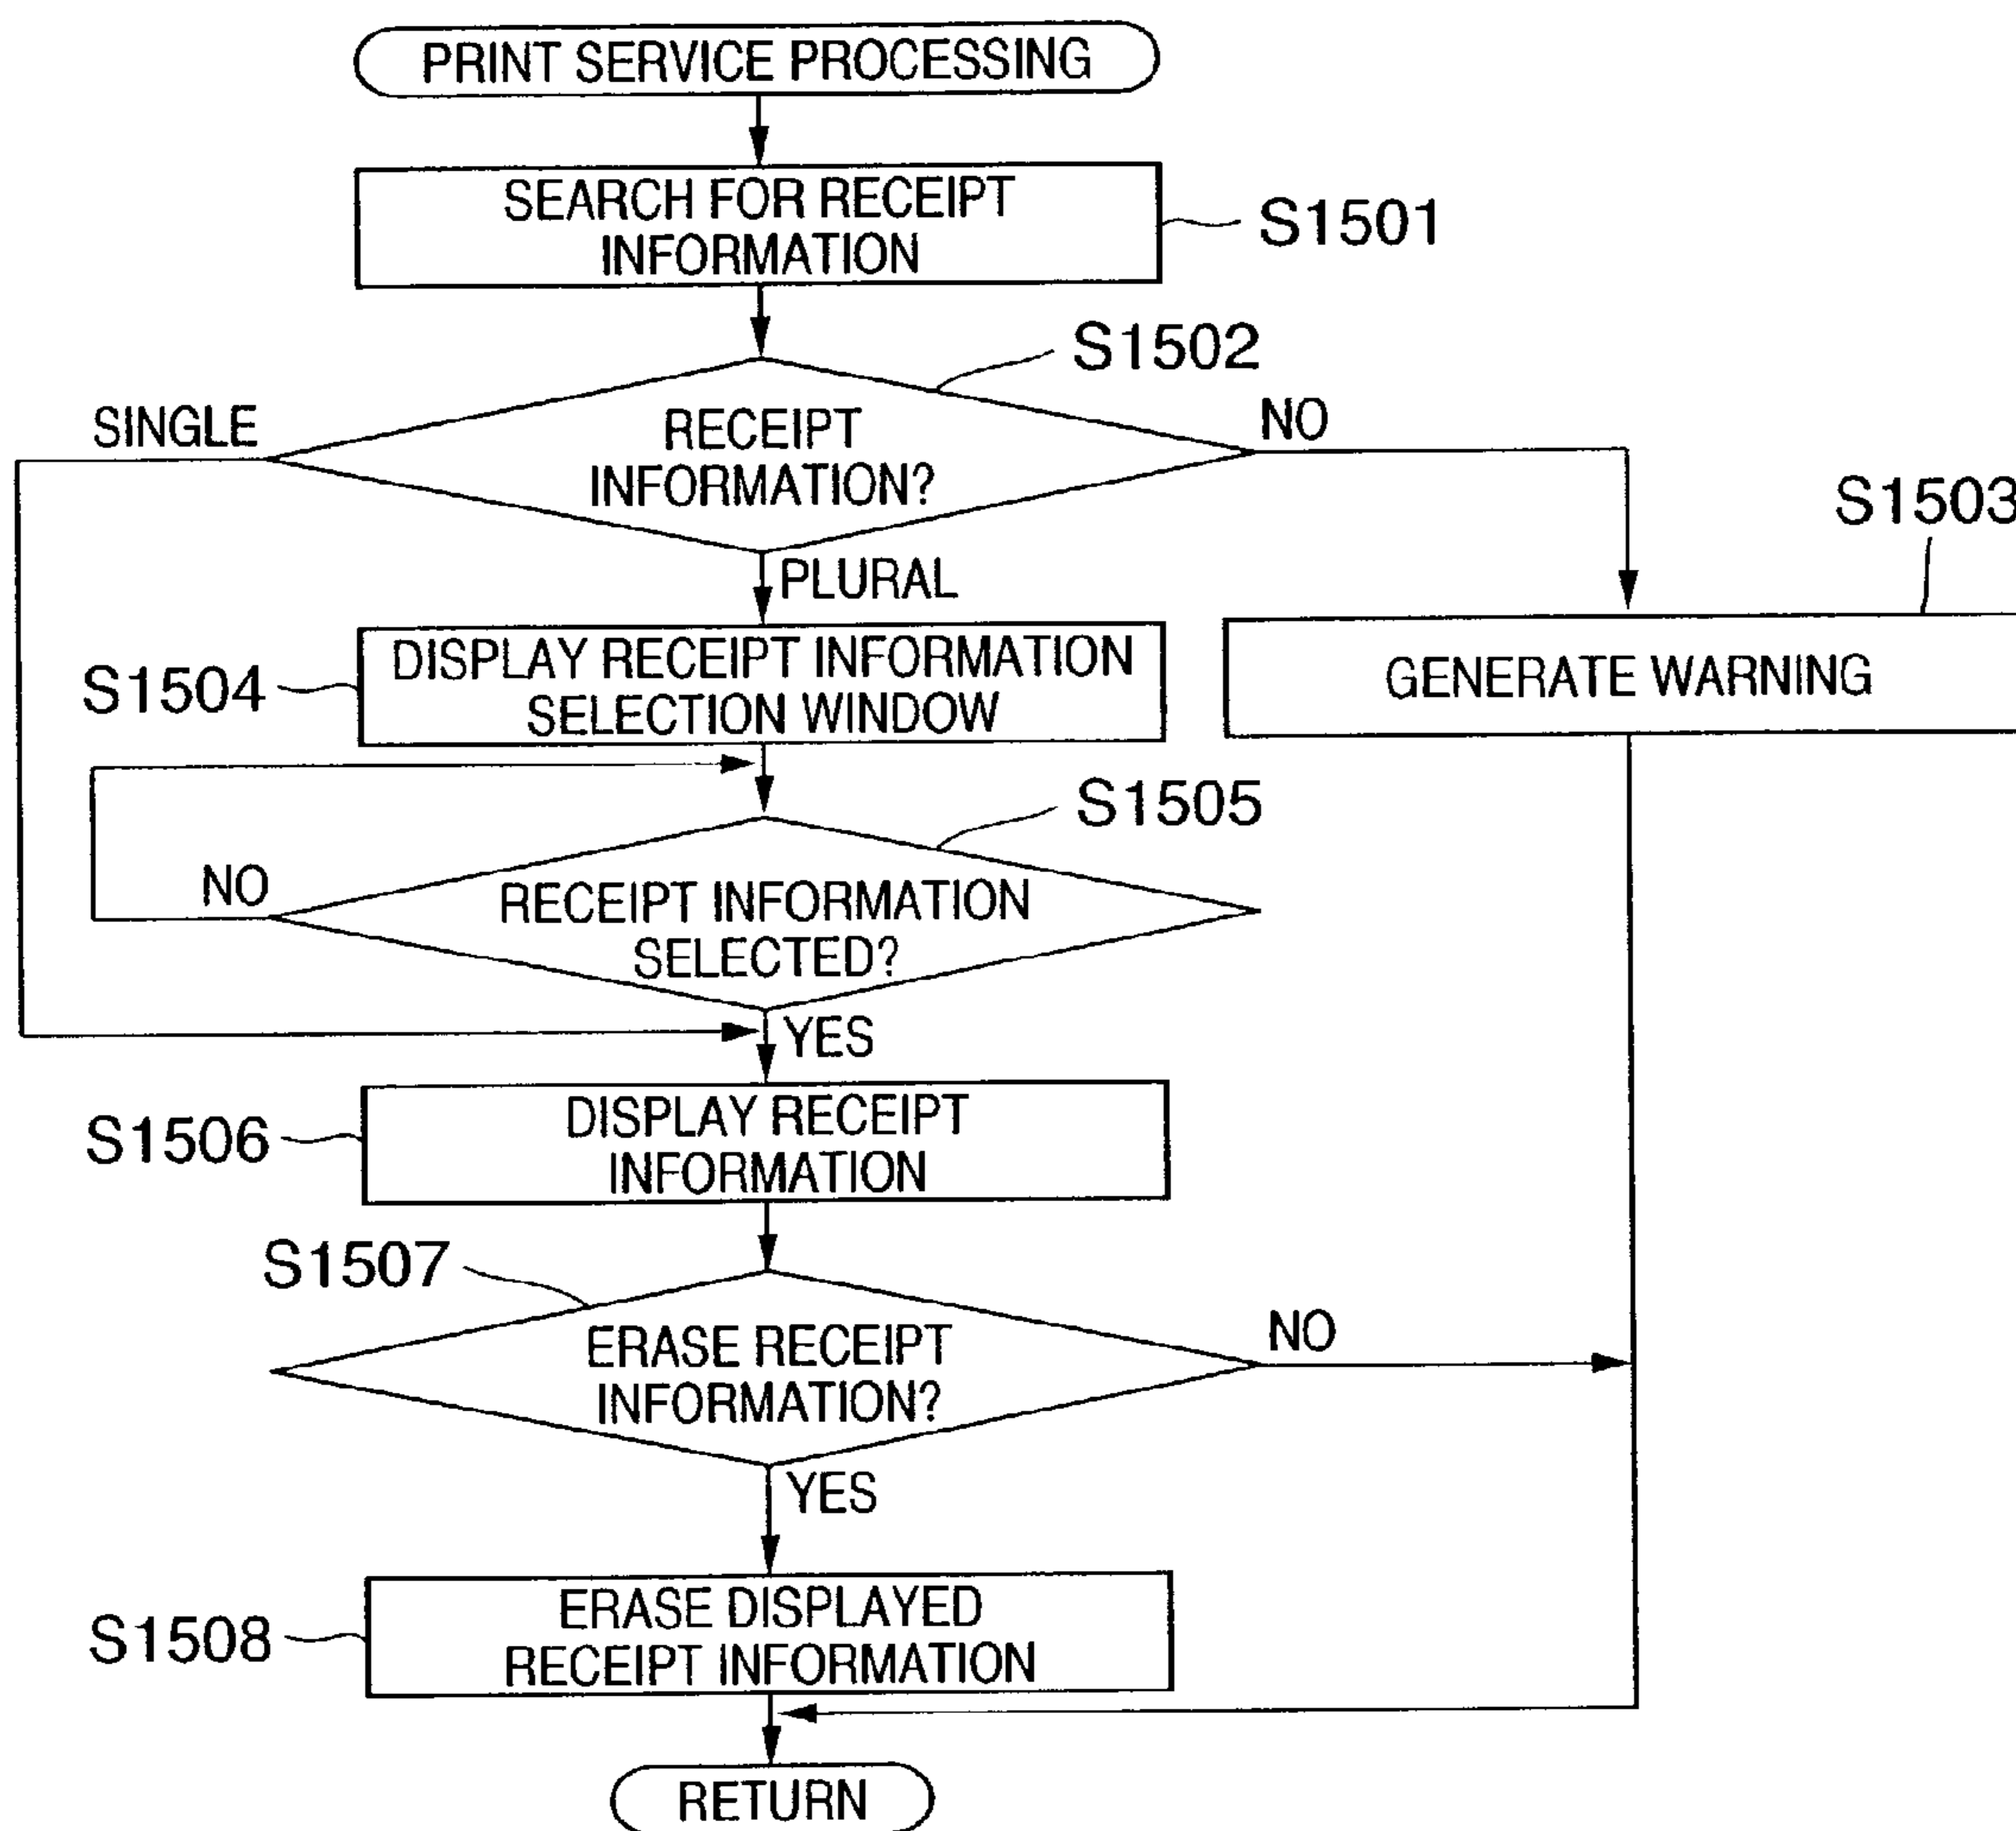 PRINT SERVICE PROCESSING
SEARCH FOR RECEIPT
INFORMATION
S1501
S1502
SINGLE
RECEIPT
INFORMATION?
NO
S1503
PLURAL
S1504
DISPLAY RECEIPT INFORMATION
SELECTION WINDOW
GENERATE WARNING
S1505
NO
RECEIPT INFORMATION
SELECTED?
YES
S1506
DISPLAY RECEIPT
INFORMATION
S1507
ERASE RECEIPT
INFORMATION?
NO
YES
S1508
ERASE DISPLAYED
RECEIPT INFORMATION
RETURN